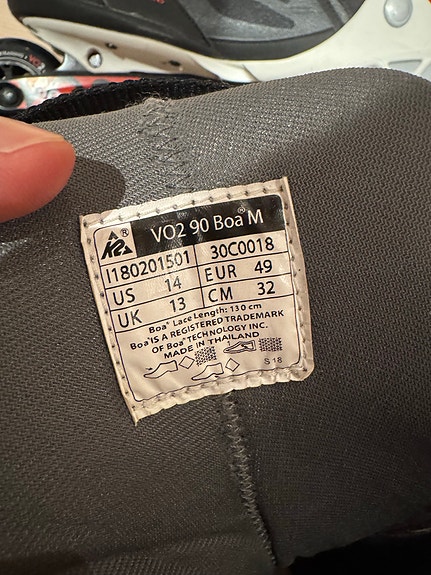 K2® VO2 90 Boa® M
I180201501 30C0018
US 14 EUR 49
UK 13 CM 32
Boa® Lace Length: 130 cm
Boa® IS A REGISTERED TRADEMARK
OF Boa® TECHNOLOGY INC.
MADE IN THAILAND
S 18